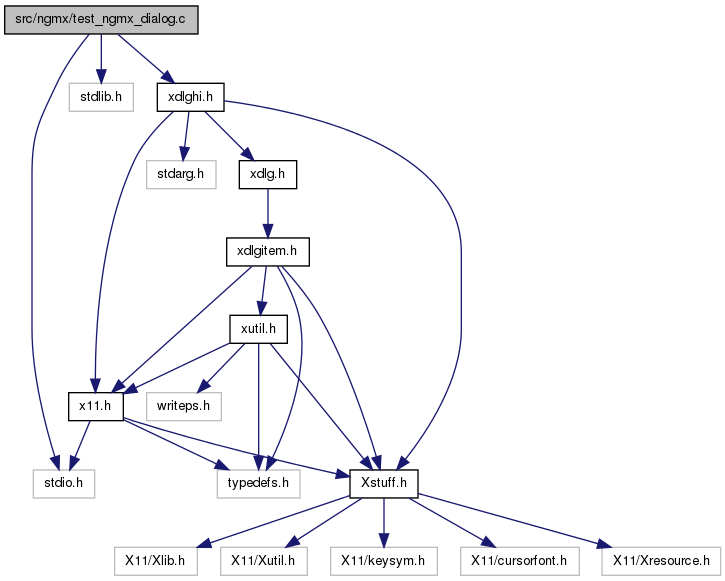 src/ngmx/test_ngmx_dialog.c
stdlib.h
xdlghi.h
stdarg.h
xdlg.h
xdlgitem.h
xutil.h
x11.h
writeps.h
stdio.h
typedefs.h
Xstuff.h
X11/Xlib.h
X11/Xutil.h
X11/keysym.h
X11/cursorfont.h
X11/Xresource.h